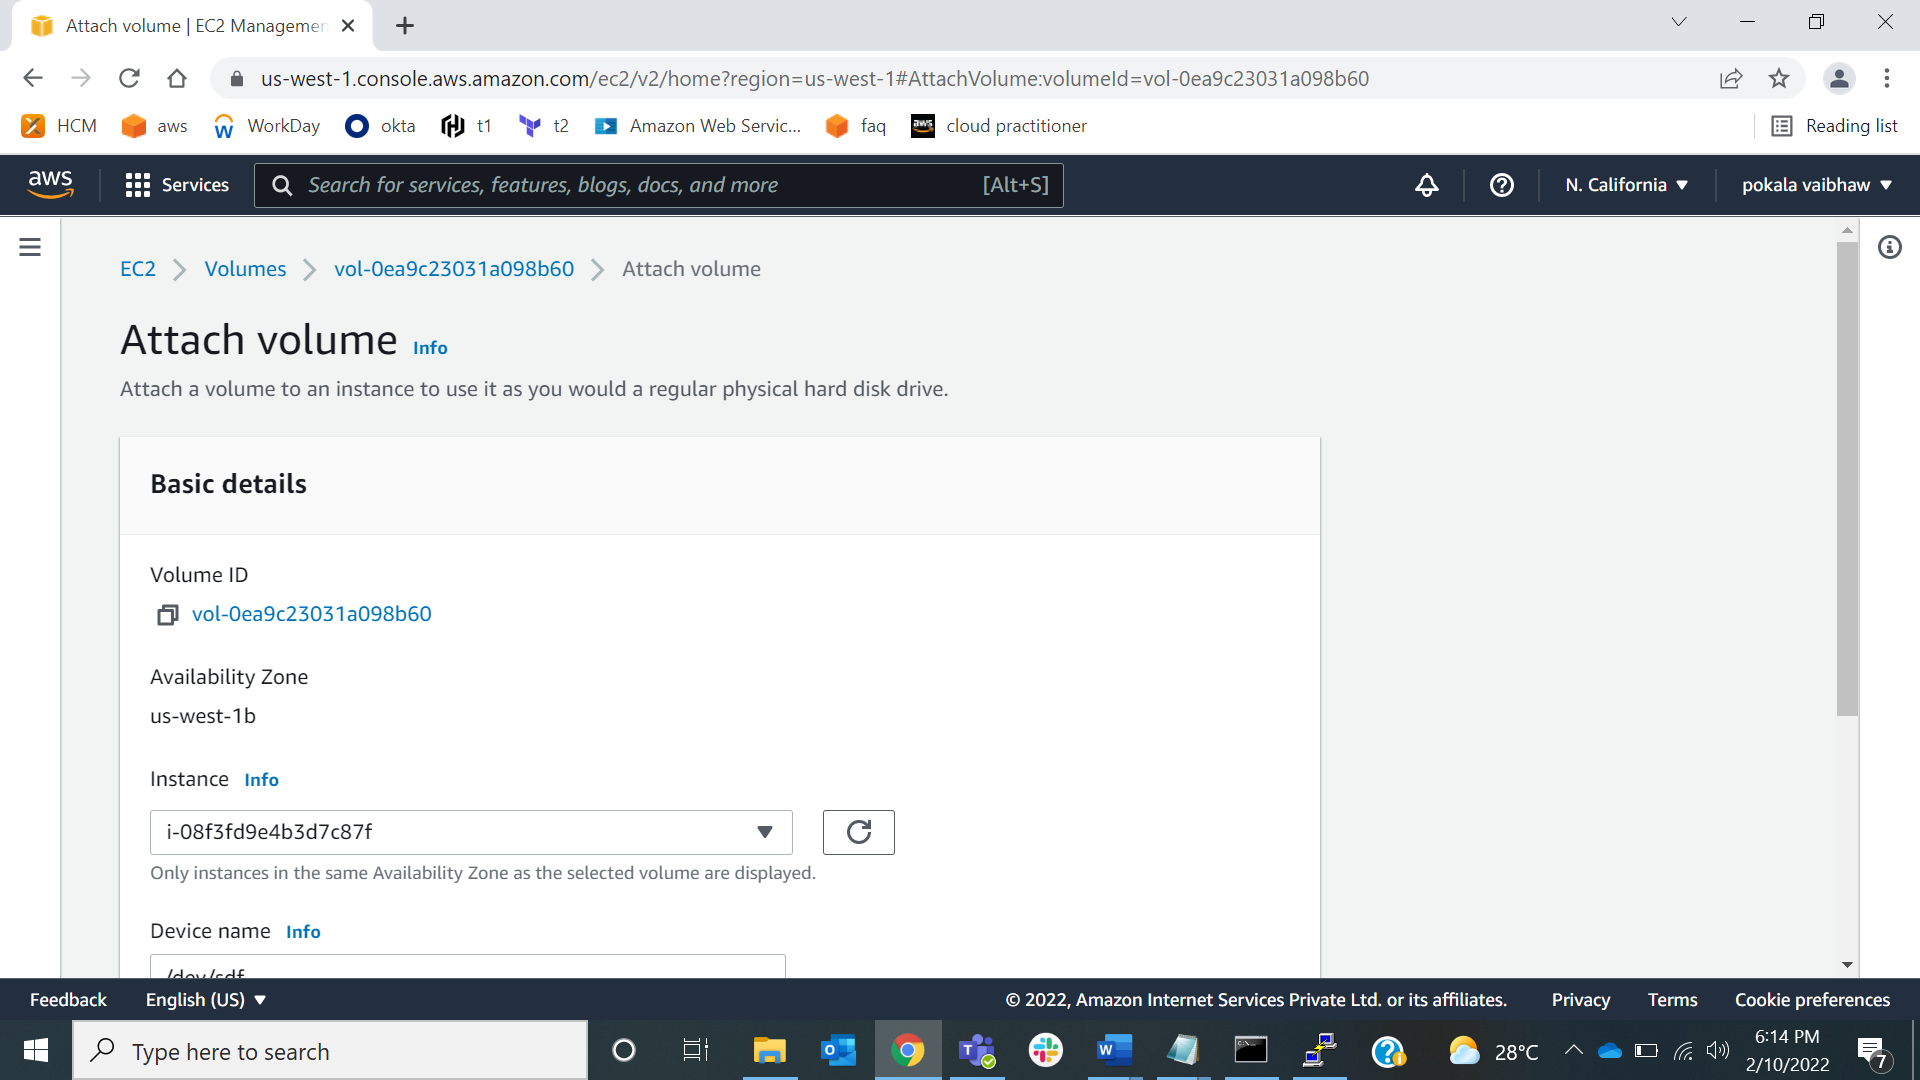 Attach volume | EC2 Managemen
us-west-1.console.aws.amazon.com/ec2/v2/home?region=us-west-1#AttachVolume:volumeId=vol-0ea9c23031a098b60
HCM aws WorkDay okta t1 t2 Amazon Web Servic... faq aws cloud practitioner Reading list
aws Services Search for services, features, blogs, docs, and more [Alt+S] N. California pokala vaibhaw
EC2 Volumes vol-0ea9c23031a098b60 Attach volume
Attach volume Info
Attach a volume to an instance to use it as you would a regular physical hard disk drive.
Basic details
Volume ID
vol-0ea9c23031a098b60
Availability Zone
us-west-1b
Instance Info
i-08f3fd9e4b3d7c87f
Only instances in the same Availability Zone as the selected volume are displayed.
Device name Info
/dev/sdf
Feedback English (US) © 2022, Amazon Internet Services Private Ltd. or its affiliates. Privacy Terms Cookie preferences
Type here to search 28°C 6:14 PM
2/10/2022 7